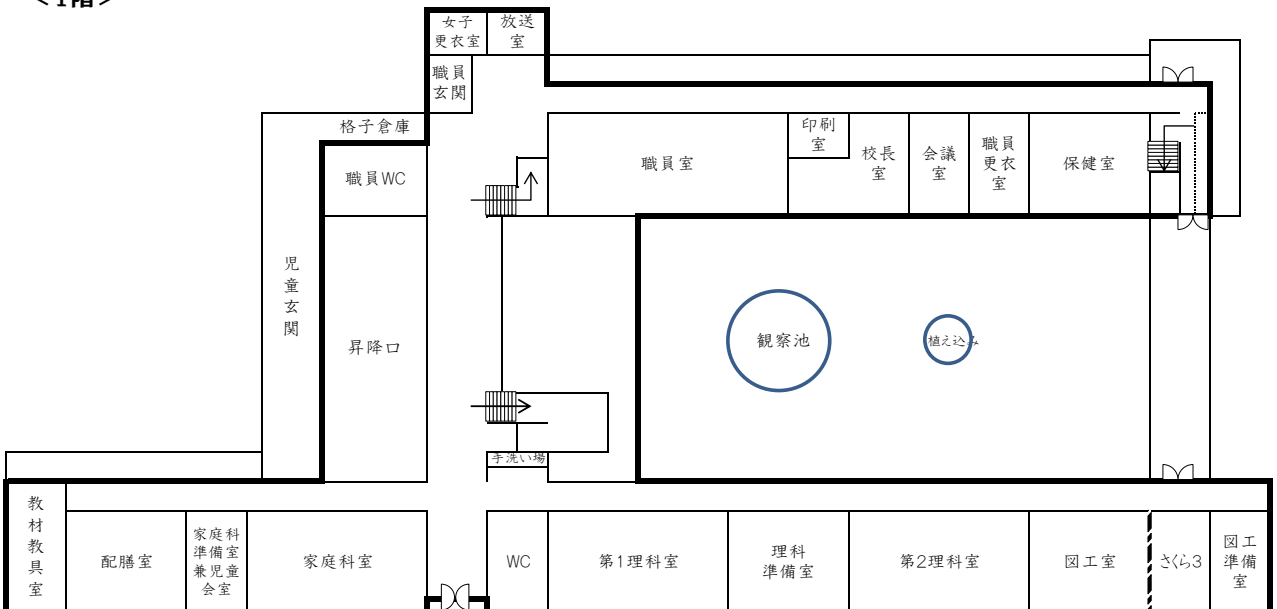 <1階>
女子
更衣室
放送
室
職員
玄関
格子倉庫
職員WC
児
童
玄
関
昇降口
職員室
印刷
室
校長
室
会議
室
職員
更衣
室
保健室
観察池
植え込み
手洗い場
教
材
教
具
室
配膳室
家庭科
準備室
兼児童
会室
家庭科室
WC
第1理科室
理科
準備室
第2理科室
図工室
さくら3
図工
準備
室